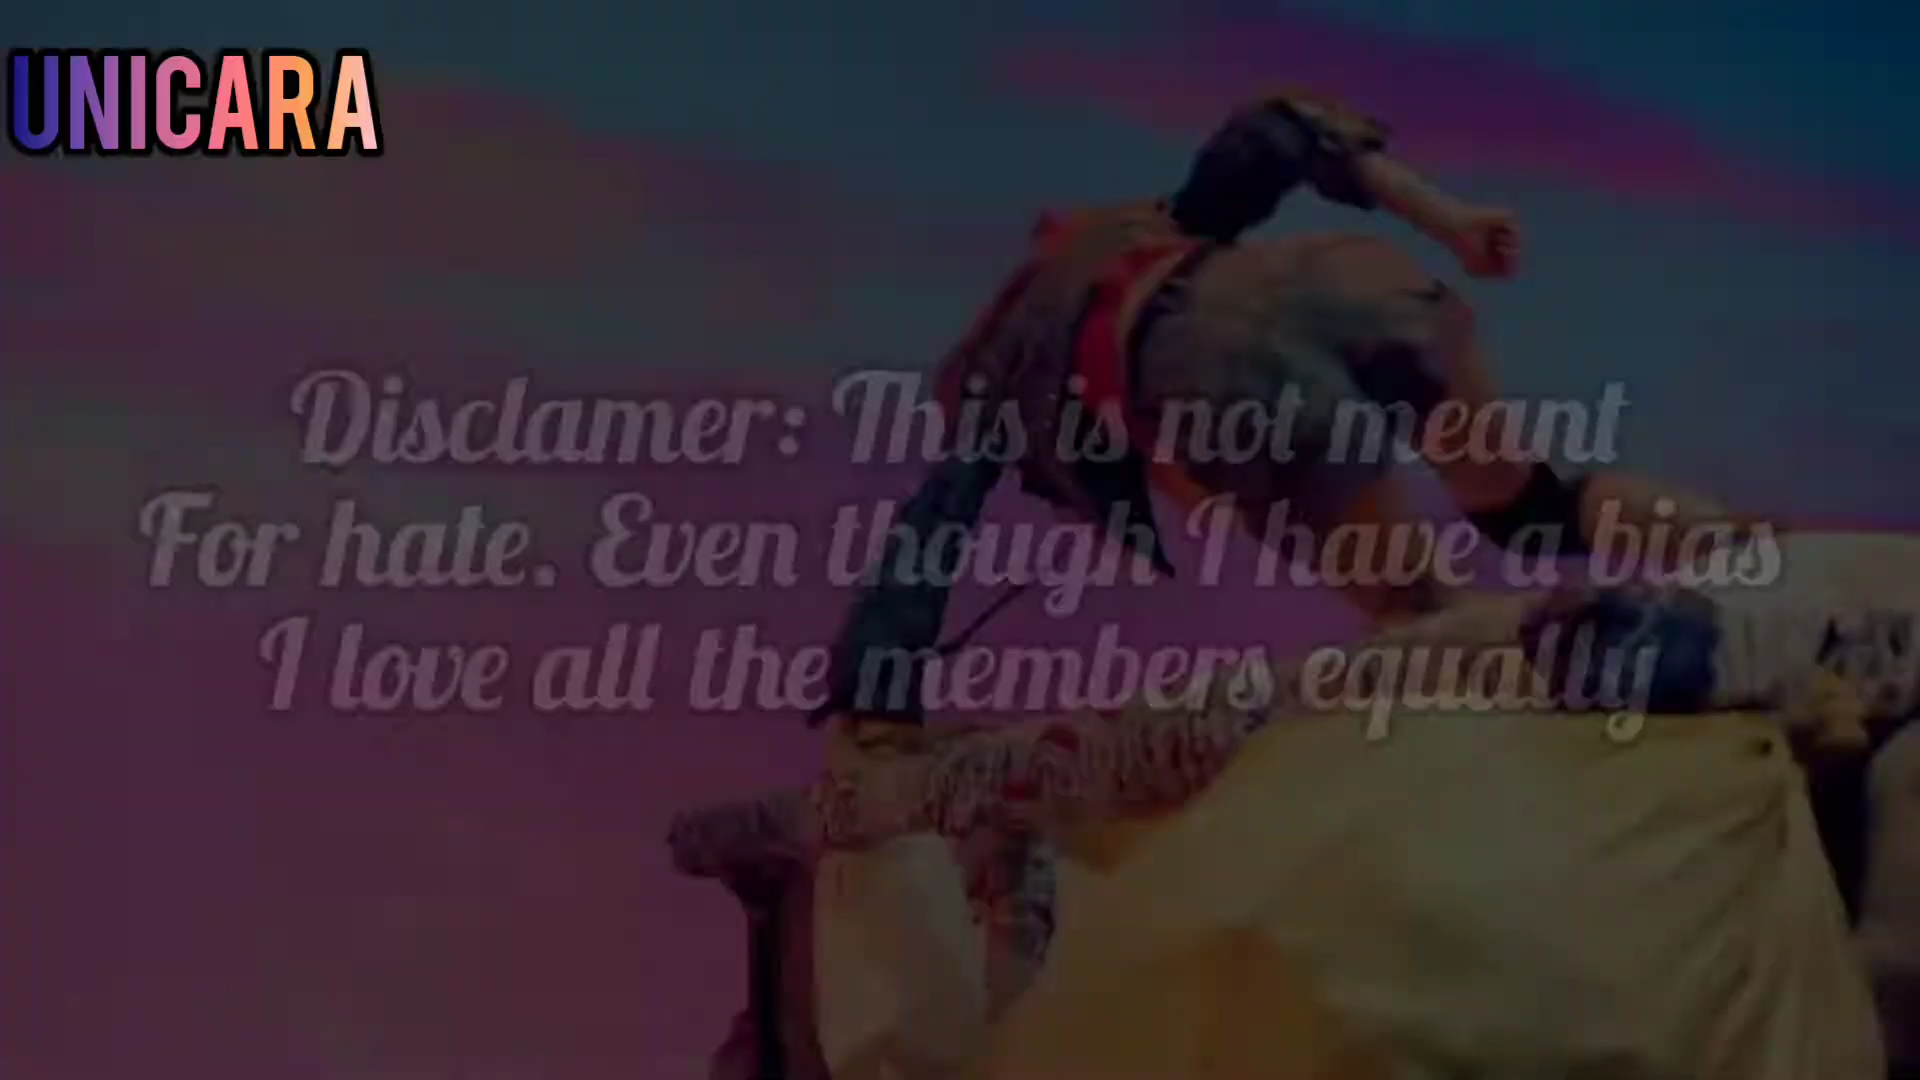 UNICARA
Disclamer: This is not meant
For hate. Even though I have a bias
I love all the members equally